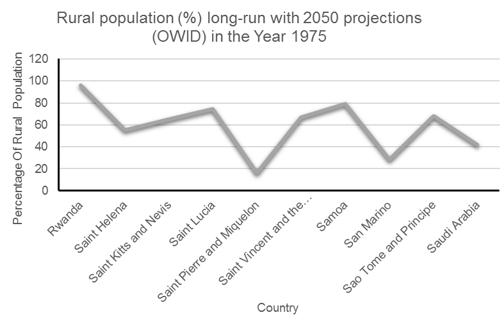 Rural population (%) long-run with 2050 projections
(OWID) in the Year 1975
Percentage Of Rural Population
120
100
80
60
40
20
0
Rwanda
Saint Helena
Saint Kitts and Nevis
Saint Lucia
Saint Pierre and Miquelon
Saint Vincent and the...
Samoa
San Marino
Sao Tome and Principe
Saudi Arabia
Country